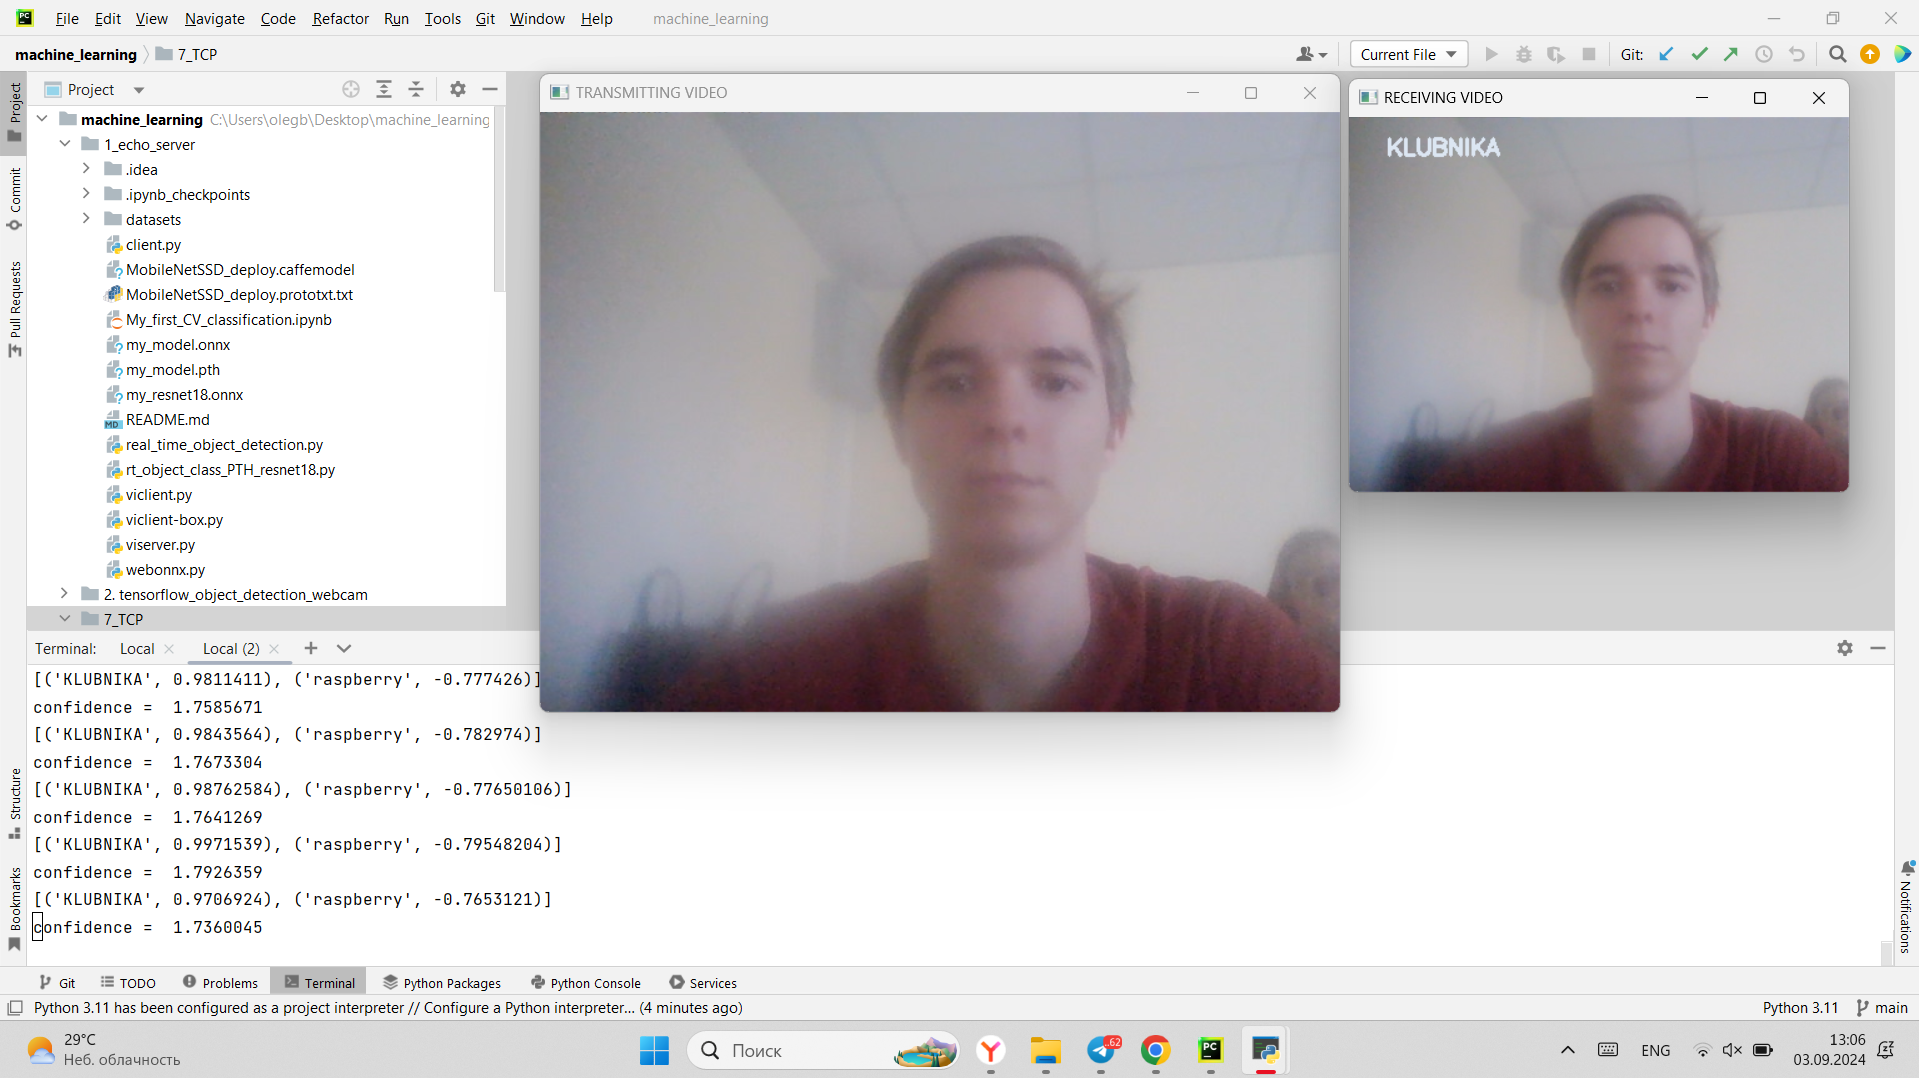 File Edit View Navigate Code Refactor Run Tools Git Window Help machine_learning
machine_learning 7_TCP Current File Git:
Project
machine_learning C:\Users\olegb\Desktop\machine_learning
1_echo_server
.idea
.ipynb_checkpoints
datasets
client.py
MobileNetSSD_deploy.caffemodel
MobileNetSSD_deploy.prototxt.txt
My_first_CV_classification.ipynb
my_model.onnx
my_model.pth
my_resnet18.onnx
README.md
real_time_object_detection.py
rt_object_class_PTH_resnet18.py
viclient.py
viclient-box.py
viserver.py
webonnx.py
2. tensorflow_object_detection_webcam
7_TCP
Project
Commit
Pull Requests
Structure
Bookmarks
TRANSMITTING VIDEO
RECEIVING VIDEO
KLUBNIKA
Terminal: Local Local (2)
[('KLUBNIKA', 0.9811411), ('raspberry', -0.777426)]
confidence =  1.7585671
[('KLUBNIKA', 0.9843564), ('raspberry', -0.782974)]
confidence =  1.7673304
[('KLUBNIKA', 0.98762584), ('raspberry', -0.77650106)]
confidence =  1.7641269
[('KLUBNIKA', 0.9971539), ('raspberry', -0.79548204)]
confidence =  1.7926359
[('KLUBNIKA', 0.9706924), ('raspberry', -0.7653121)]
confidence =  1.7360045
Notifications
Git TODO Problems Terminal Python Packages Python Console Services
Python 3.11 has been configured as a project interpreter // Configure a Python interpreter... (4 minutes ago) Python 3.11 main
29°C
Неб. облачность
Поиск
PC
62
ENG
13:06
03.09.2024